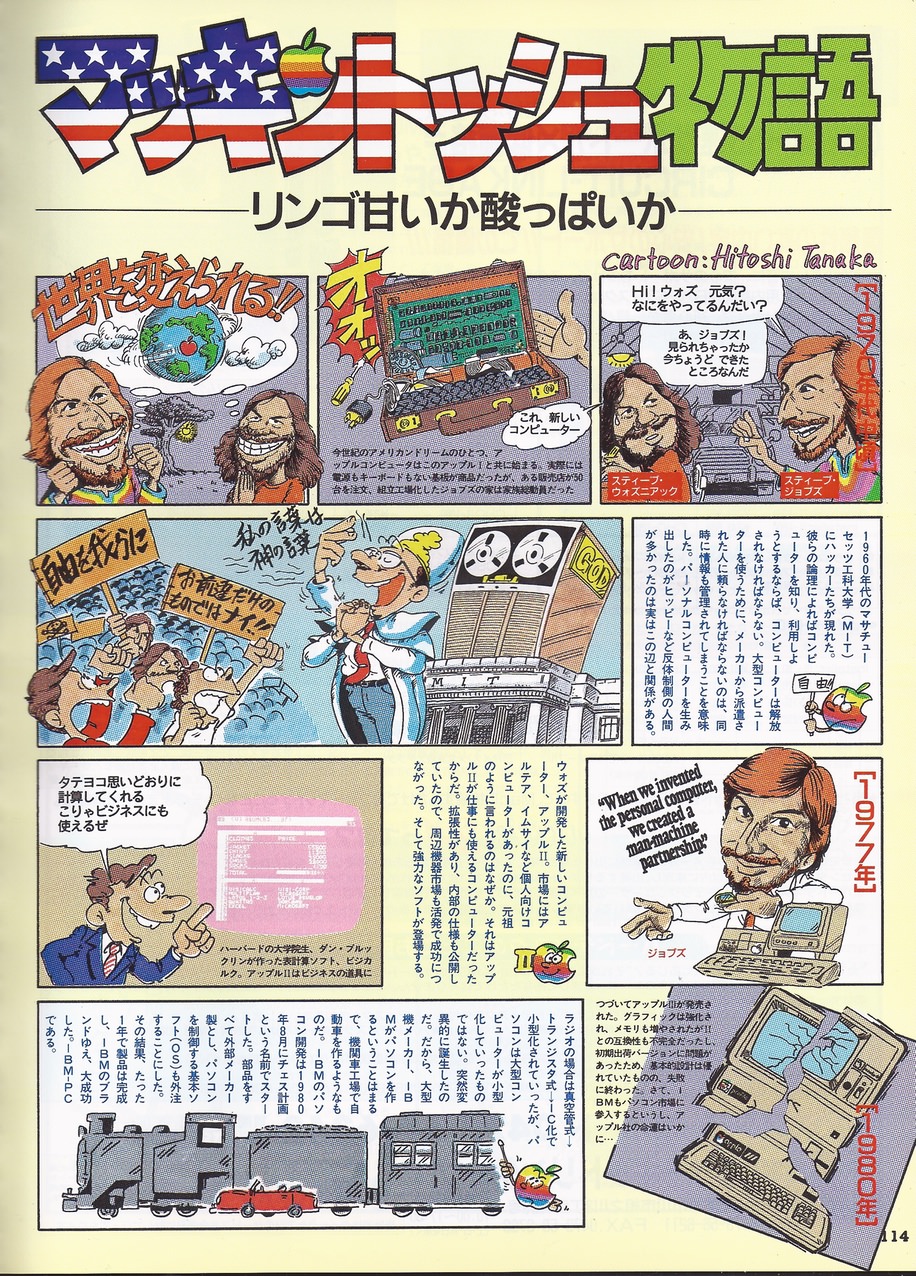 マッキントッシュ物語
リンゴ甘いか酸っぱいか
cartoon:Hitoshi Tanaka
Hi！ウォズ 元気？
なにをやってるんだい？
あ、ジョブズ！
見られちゃったか
今ちょうど できた
ところなんだ
スティーブ・
ウォズニアック
スティーブ・
ジョブズ
オオオッ
これ、新しい
コンピューター
今世紀のアメリカンドリームのひとつ、ア
ップルコンピュータはこのアップルⅠと共に始まる。実際には
電源もキーボードもない基板が商品だったが、ある販売店が50
台を注文、組立工場化したジョブズの家は家族総動員だった
世界を変えられる!!
1960年代のマサチュー
セッツ工科大学（MIT）
にハッカーたちが現れた。
彼らの論理によればコンピ
ューターを知り、利用しよ
うとするならば、コンピューターは解放
されなければならない。大型コンピュー
ターを使うために、メーカーから派遣さ
れた人に頼らなければならないのは、同
時に情報も管理されてしまうことを意味
した。パーソナルコンピューターを生み
出したのがヒッピーなど反体制側の人間
が多かったのは実はこの辺と関係がある。
自由
GOD
MIT
私の言葉は
神の言葉
お前達だけの
ものではナイ!!
自由を我らに
［1977年］
"When we invented
the personal computer,
we created a
man-machine
partnership."
ジョブズ
ウォズが開発した新しいコンピュ
ーター、アップルⅡ。市場にはア
ルテア、イムサイなど個人向けコ
ンピューターがあったのに、元祖
のように言われるのはなぜか。それはアップ
ルⅡが仕事にも使えるコンピューターだった
からだ。拡張性があり、内部の仕様も公開し
ていたので、周辺機器市場も活発で成功につ
ながった。そして強力なソフトが登場する。
Ⅱ
タテヨコ思いどおりに
計算してくれる
こりゃビジネスにも
使えるぜ
ハーバードの大学院生、ダン・ブルッ
クリンが作った表計算ソフト、ビジカ
ルク。アップルⅡはビジネスの道具に
［1980年］
つづいてアップルⅢが発売さ
れた。グラフィックは強化さ
れ、メモリも増やされたがⅡ
との互換性も不完全だったし、
初期出荷バージョンに問題が
あったため、基本的設計は優
れていたものの、失敗
に終わった。さて、I
BMもパソコン市場に
参入するというし、ア
ップル社の命運はいか
に…
ラジオの場合は真空管式→
トランジスタ式→IC化で
小型化されていったが、パ
ソコンは大型コン
ピューターが小型
化していったもの
ではない。突然変
異的に誕生したの
だ。だから、大型
機メーカー、IB
Mがパソコンを作
るということはまる
で、機関車工場で自
動車を作るようなも
のだ。IBMのパソ
コン開発は1980
年8月にチェス計画
という名前でスター
トした。部品をす
べて外部メーカー
製とし、パソコン
を制御する基本ソ
フト（OS）も外注
することにした。
その結果、たった
1年で製品は完成
し、IBMのブラ
ンドゆえ、大成功
した。IBM-PC
である。
114